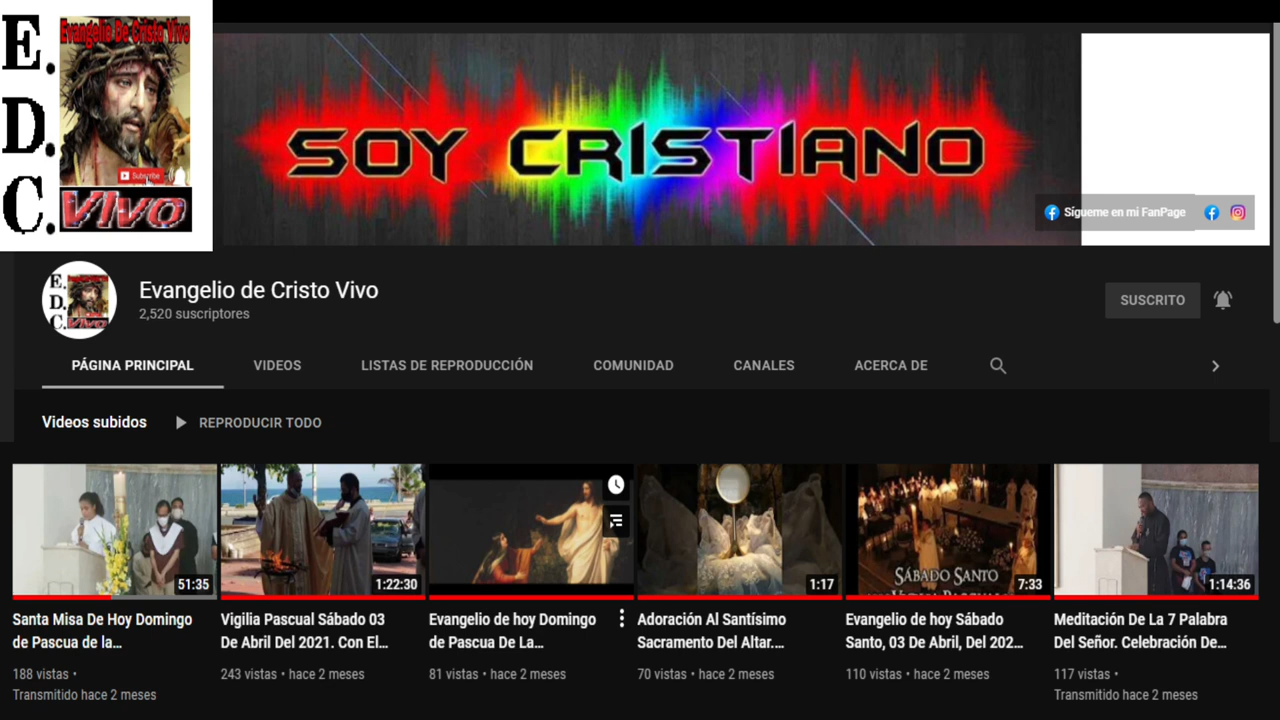 E.
D.
C.
Evangelio De Cristo Vivo
Subscribe
Vivo
SOY CRISTIANO
Sígueme en mi FanPage
E.
D.
C.
Vivo
Evangelio de Cristo Vivo
2,520 suscriptores
SUSCRITO
PÁGINA PRINCIPAL
VIDEOS
LISTAS DE REPRODUCCIÓN
COMUNIDAD
CANALES
ACERCA DE
Videos subidos
REPRODUCIR TODO
51:35
1:22:30
1:17
SÁBADO SANTO
7:33
1:14:36
Santa Misa De Hoy Domingo
de Pascua de la...
188 vistas •
Transmitido hace 2 meses
Vigilia Pascual Sábado 03
De Abril Del 2021. Con El...
243 vistas • hace 2 meses
Evangelio de hoy Domingo
de Pascua De La...
81 vistas • hace 2 meses
Adoración Al Santísimo
Sacramento Del Altar....
70 vistas • hace 2 meses
Evangelio de hoy Sábado
Santo, 03 De Abril, Del 202...
110 vistas • hace 2 meses
Meditación De La 7 Palabra
Del Señor. Celebración De...
117 vistas •
Transmitido hace 2 meses